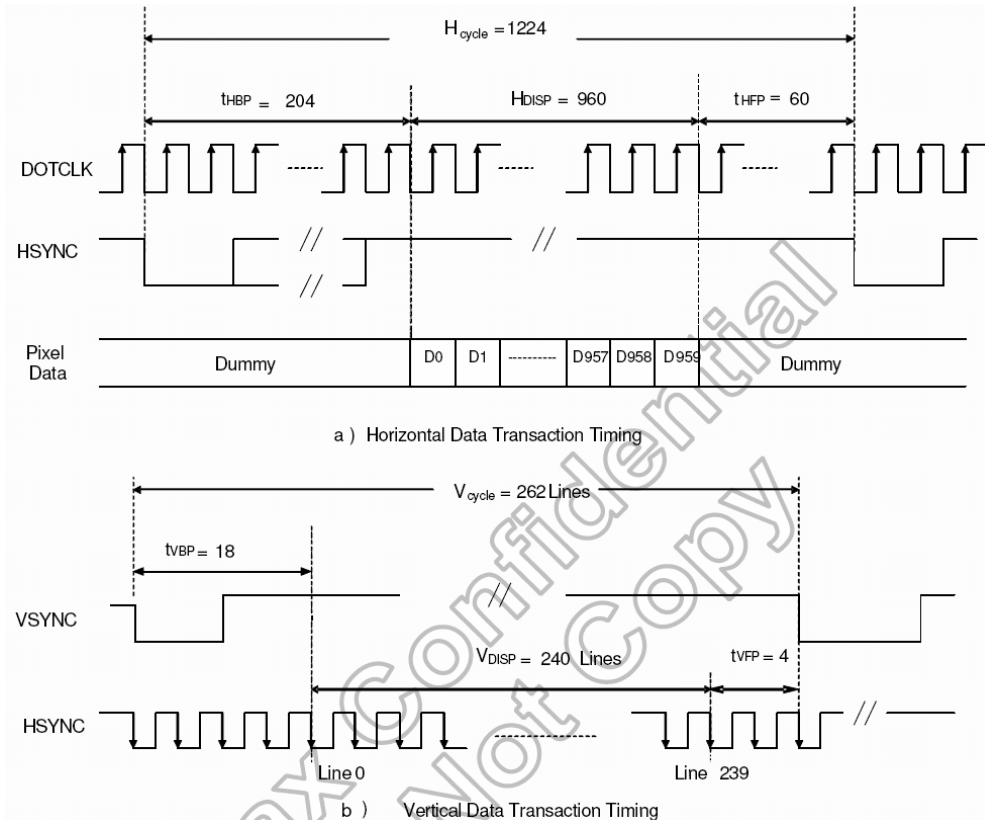 Hcycle = 1224
tHBP = 204
HDISP = 960
tHFP = 60
DOTCLK
HSYNC
Pixel Data
Dummy
D0
D1
D957
D958
D959
Dummy
a ) Horizontal Data Transaction Timing
Vcycle = 262 Lines
tVBP = 18
VSYNC
VDISP = 240 Lines
tVFP = 4
HSYNC
Line 0
Line 239
b ) Vertical Data Transaction Timing
Confidential
Not Copy